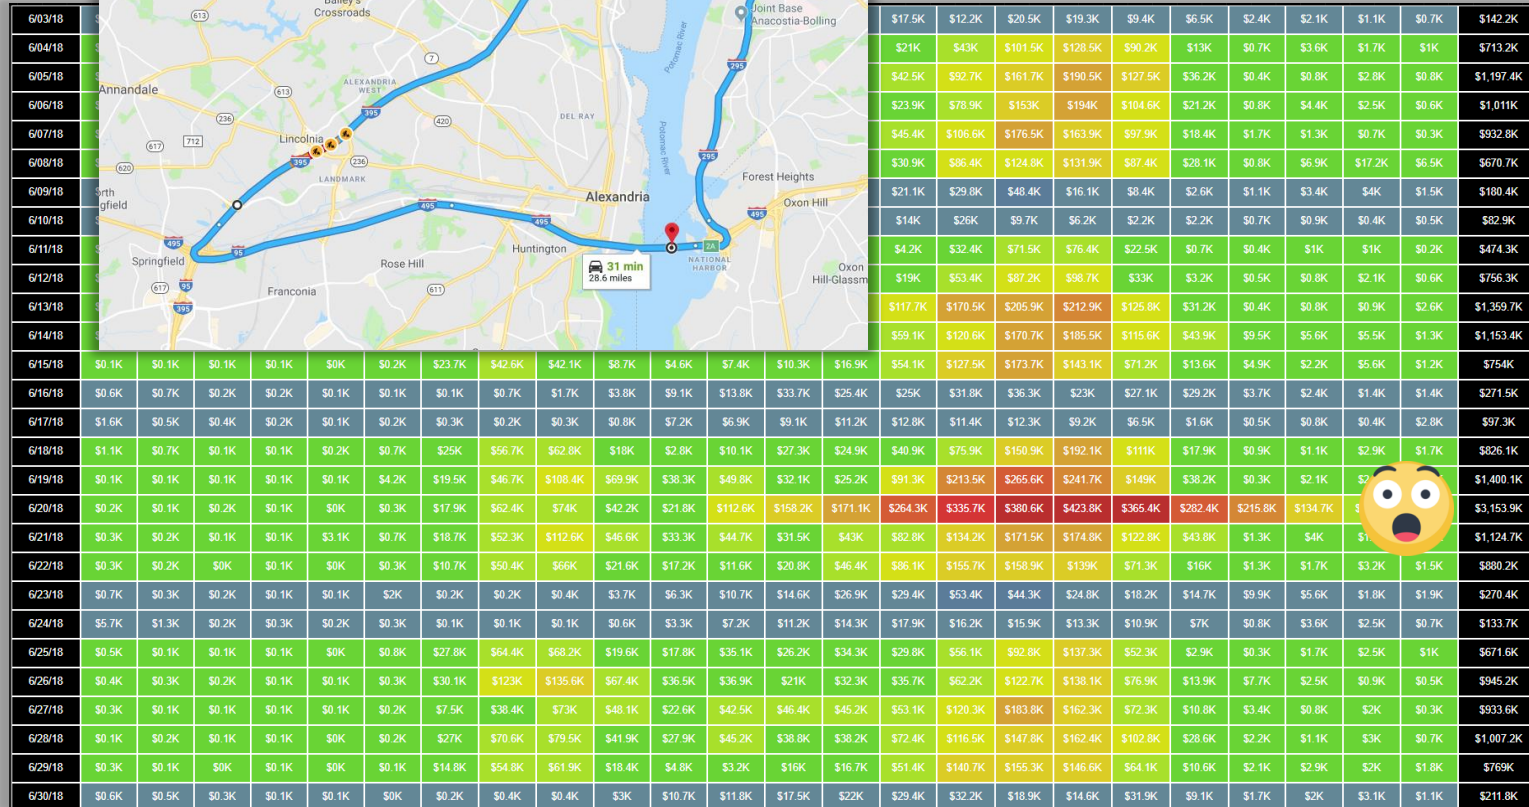 Bailey's
Crossroads
Joint Base
Anacostia-Bolling
613
7
Potomac River
295
Annandale
613
ALEXANDRIA
WEST
395
236
DEL RAY
420
Potomac River
617
712
Lincolnia
395
236
295
620
LANDMARK
Forest Heights
Alexandria
Oxon Hill
495
495
495
495
95
Huntington
2A
NATIONAL
HARBOR
Springfield
Rose Hill
31 min
28.6 miles
Oxon
Hill-Glassm
617
95
Franconia
611
395
6/03/18 $17.5K $12.2K $20.5K $19.3K $9.4K $6.5K $2.4K $2.1K $1.1K $0.7K $142.2K
6/04/18 $21K $43K $101.5K $128.5K $90.2K $13K $0.7K $3.6K $1.7K $1K $713.2K
6/05/18 $42.5K $92.7K $161.7K $190.5K $127.5K $36.2K $0.4K $0.8K $2.8K $0.8K $1,197.4K
6/06/18 $23.9K $78.9K $153K $194K $104.6K $21.2K $0.8K $4.4K $2.5K $0.6K $1,011K
6/07/18 $45.4K $106.6K $176.5K $163.9K $97.9K $18.4K $1.7K $1.3K $0.7K $0.3K $932.8K
6/08/18 $30.9K $86.4K $124.8K $131.9K $87.4K $28.1K $0.8K $6.9K $17.2K $6.5K $670.7K
6/09/18 $21.1K $29.8K $48.4K $16.1K $8.4K $2.6K $1.1K $3.4K $4K $1.5K $180.4K
6/10/18 $14K $26K $9.7K $6.2K $2.2K $2.2K $0.7K $0.9K $0.4K $0.5K $82.9K
6/11/18 $4.2K $32.4K $71.5K $76.4K $22.5K $0.7K $0.4K $1K $1K $0.2K $474.3K
6/12/18 $19K $53.4K $87.2K $98.7K $33K $3.2K $0.5K $0.8K $2.1K $0.6K $756.3K
6/13/18 $117.7K $170.5K $205.9K $212.9K $125.8K $31.2K $0.4K $0.8K $0.9K $2.6K $1,359.7K
6/14/18 $59.1K $120.6K $170.7K $185.5K $115.6K $43.9K $9.5K $5.6K $5.5K $1.3K $1,153.4K
6/15/18 $0.1K $0.1K $0.1K $0.1K $0K $0.2K $23.7K $42.6K $42.1K $8.7K $4.6K $7.4K $10.3K $16.9K $54.1K $127.5K $173.7K $143.1K $71.2K $13.6K $4.9K $2.2K $5.6K $1.2K $754K
6/16/18 $0.6K $0.7K $0.2K $0.2K $0.1K $0.1K $0.1K $0.7K $1.7K $3.8K $9.1K $13.8K $33.7K $25.4K $25K $31.8K $36.3K $23K $27.1K $29.2K $3.7K $2.4K $1.4K $1.4K $271.5K
6/17/18 $1.6K $0.5K $0.4K $0.2K $0.1K $0.2K $0.3K $0.2K $0.3K $0.8K $7.2K $6.9K $9.1K $11.2K $12.8K $11.4K $12.3K $9.2K $6.5K $1.6K $0.5K $0.8K $0.4K $2.8K $97.3K
6/18/18 $1.1K $0.7K $0.1K $0.1K $0.2K $0.7K $25K $56.7K $62.8K $18K $2.8K $10.1K $27.3K $24.9K $40.9K $75.9K $150.9K $192.1K $111K $17.9K $0.9K $1.1K $2.9K $1.7K $826.1K
6/19/18 $0.1K $0.1K $0.1K $0.1K $0.1K $4.2K $19.5K $46.7K $108.4K $69.9K $38.3K $49.8K $32.1K $25.2K $91.3K $213.5K $265.6K $241.7K $149K $38.2K $0.3K $2.1K $1,400.1K
6/20/18 $0.2K $0.1K $0.1K $0.1K $0K $0.3K $17.9K $62.4K $74K $42.2K $21.8K $112.6K $158.2K $171.1K $264.3K $335.7K $380.6K $423.8K $365.4K $282.4K $215.8K $134.7K $3,153.9K
6/21/18 $0.3K $0.2K $0.1K $0.1K $3.1K $0.7K $18.7K $52.3K $112.6K $46.6K $33.3K $44.7K $31.5K $43K $82.8K $134.2K $171.5K $174.8K $122.8K $43.8K $1.3K $4K $1,124.7K
6/22/18 $0.3K $0.2K $0K $0.1K $0K $0.3K $10.7K $50.4K $66K $21.6K $17.2K $11.6K $20.8K $46.4K $86.1K $155.7K $158.9K $139K $71.3K $16K $1.3K $1.7K $3.2K $1.5K $880.2K
6/23/18 $0.7K $0.3K $0.2K $0.1K $0.1K $2K $0.2K $0.2K $0.4K $3.7K $6.3K $10.7K $14.6K $26.9K $29.4K $53.4K $44.3K $24.8K $18.2K $14.7K $9.9K $5.6K $1.8K $1.9K $270.4K
6/24/18 $5.7K $1.3K $0.2K $0.3K $0.2K $0.3K $0.1K $0.1K $0.1K $0.6K $3.3K $7.2K $11.2K $14.3K $17.9K $16.2K $15.9K $13.3K $10.9K $7K $0.8K $3.6K $2.5K $0.7K $133.7K
6/25/18 $0.5K $0.1K $0.1K $0.1K $0K $0.8K $27.8K $64.4K $68.2K $19.6K $17.8K $35.1K $26.2K $34.3K $29.8K $56.1K $92.8K $137.3K $52.3K $2.9K $0.3K $1.7K $2.5K $1K $671.6K
6/26/18 $0.4K $0.3K $0.2K $0.1K $0.1K $0.3K $30.1K $123K $135.6K $67.4K $36.5K $36.9K $21K $32.3K $35.7K $62.2K $122.7K $138.1K $76.9K $13.9K $7.7K $2.5K $0.9K $0.5K $945.2K
6/27/18 $0.3K $0.1K $0.1K $0.1K $0.1K $0.2K $7.5K $38.4K $73K $48.1K $22.6K $42.5K $46.4K $45.2K $53.1K $120.3K $183.8K $162.3K $72.3K $10.8K $3.4K $0.8K $2K $0.3K $933.6K
6/28/18 $0.1K $0.2K $0.1K $0.1K $0K $0.2K $27K $70.6K $79.5K $41.9K $27.9K $45.2K $38.8K $38.2K $72.4K $116.5K $147.8K $162.4K $102.8K $28.6K $2.2K $1.1K $3K $0.7K $1,007.2K
6/29/18 $0.3K $0.1K $0K $0.1K $0K $0.1K $14.8K $54.8K $61.9K $18.4K $4.8K $3.2K $16K $16.7K $51.4K $140.7K $155.3K $146.6K $64.1K $10.6K $2.1K $2.9K $2K $1.8K $769K
6/30/18 $0.6K $0.5K $0.3K $0.1K $0.1K $0K $0.2K $0.4K $0.4K $3K $10.7K $11.8K $17.5K $22K $29.4K $32.2K $18.9K $14.6K $31.9K $9.1K $1.7K $2K $3.1K $1.1K $211.8K